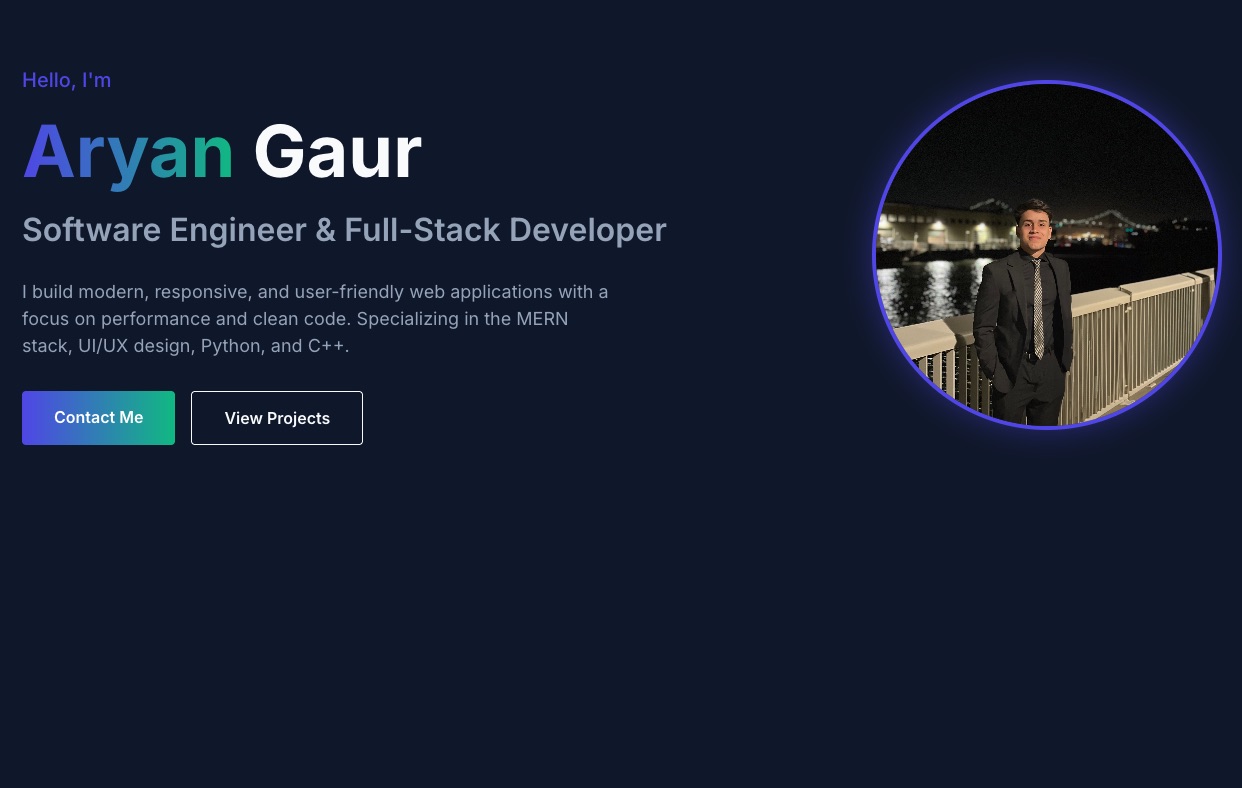 Hello, I'm
Aryan Gaur
Software Engineer & Full-Stack Developer
I build modern, responsive, and user-friendly web applications with a
focus on performance and clean code. Specializing in the MERN
stack, UI/UX design, Python, and C++.
Contact Me
View Projects